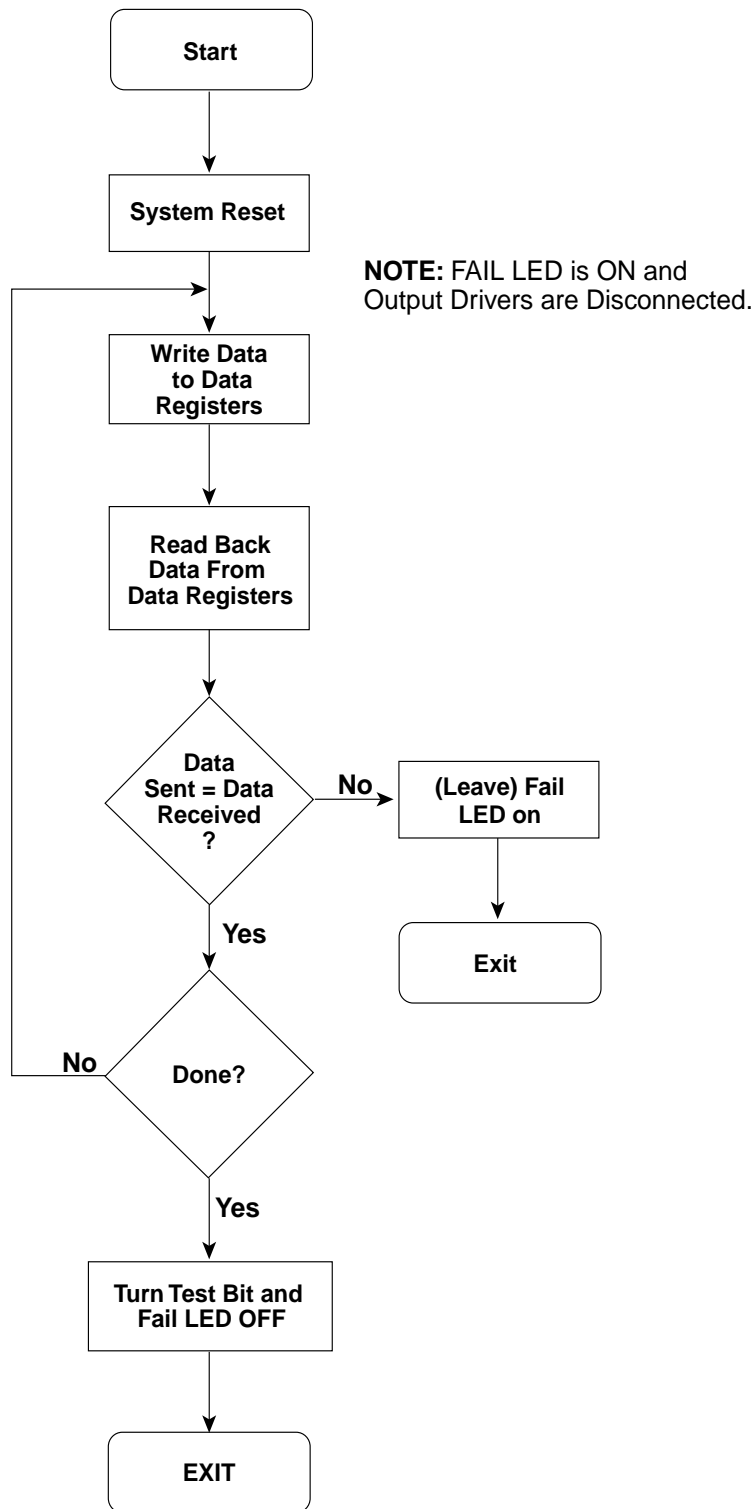 Start
System Reset
NOTE: FAIL LED is ON and
Output Drivers are Disconnected.
Write Data
to Data
Registers
Read Back
Data From
Data Registers
Data
Sent = Data
Received
?
No
(Leave) Fail
LED on
Yes
Exit
No
Done?
Yes
Turn Test Bit and
Fail LED OFF
EXIT